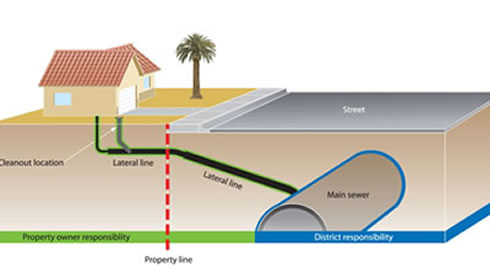 Street
Cleanout location
Lateral line
Lateral line
Main sewer
Property owner responsibility
District responsibility
Property line